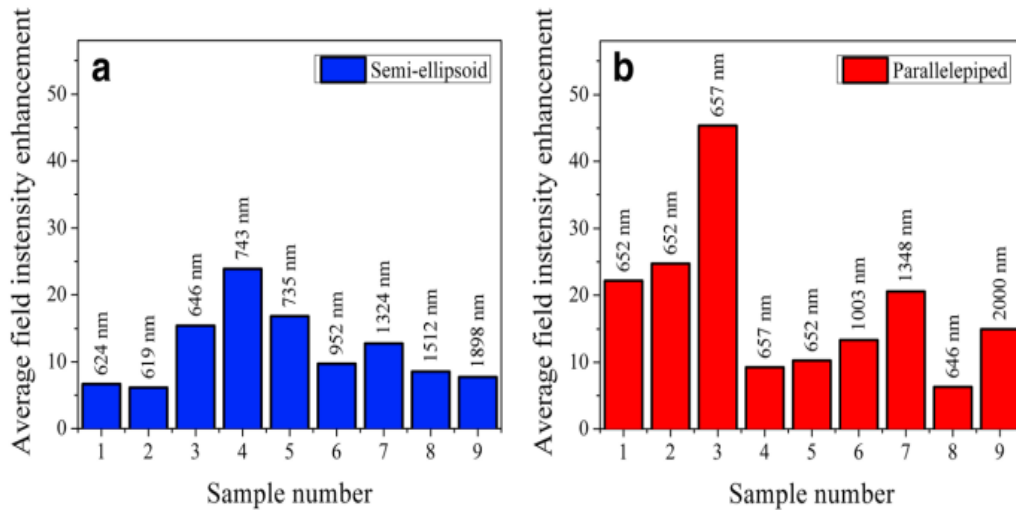 a
Semi-ellipsoid
Average field instensity enhancement
50
40
30
20
10
0
624 nm
619 nm
646 nm
743 nm
735 nm
952 nm
1324 nm
1512 nm
1898 nm
1 2 3 4 5 6 7 8 9
Sample number
b
Parallelepiped
Average field instensity enhancement
50
40
30
20
10
0
652 nm
652 nm
657 nm
657 nm
652 nm
1003 nm
1348 nm
646 nm
2000 nm
1 2 3 4 5 6 7 8 9
Sample number